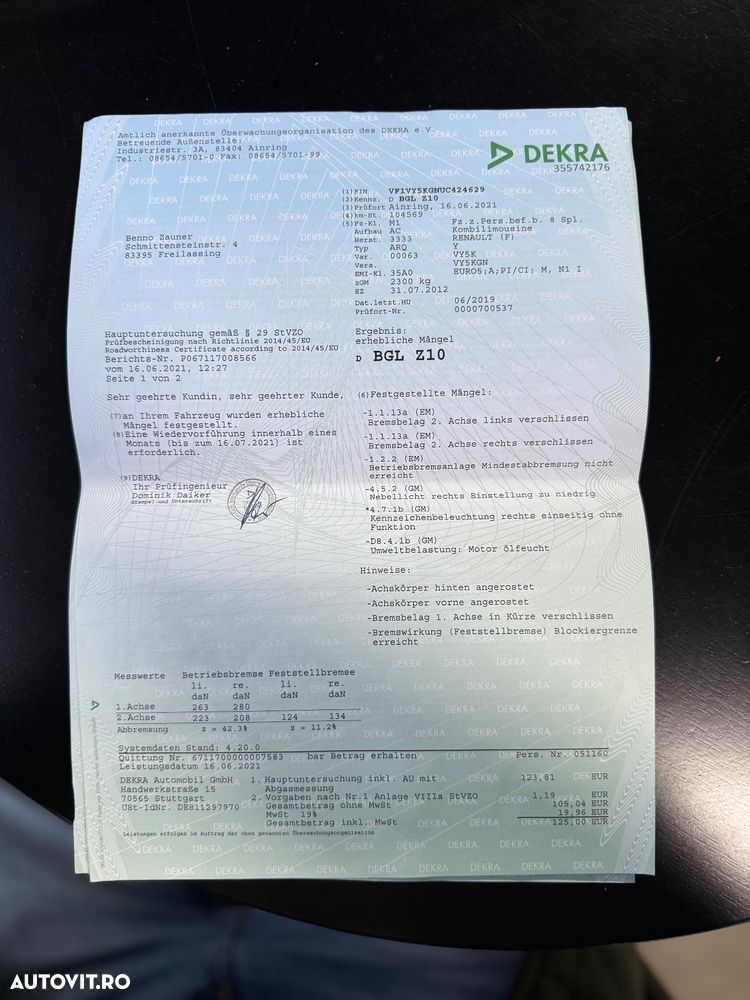 Amtlich anerkannte Überwachungsorganisation des DEKRA e.V.
Betreuende Außenstelle:
Industriestr. 3A, 83404 Ainring
Tel.: 08654/5701-0 Fax: 08654/5701-99
DEKRA
355742176
(1) FIN VF1VY5KGNUC424629
(2) Kennz. D BGL Z10
(3) Prüfort Ainring, 16.06.2021
(4) km-St. 104569
(5) Fz-Kl. M1 Fz.z.Pers.bef.b. 8 Spl.
Aufbau AC Kombilimousine
Herst. 3333 RENAULT (F)
Typ ARQ Y
Var. 00063 VY5K
Vers. VY5KGN
EMI-Kl. 35A0 EURO5;A;PI/CI; M, N1 I
zGM 2300 kg
EZ 31.07.2012
Dat.letzt.HU 06/2019
Prüfort-Nr. 0000700537
Benno Zauner
Schmittensteinstr. 4
83395 Freilassing
Hauptuntersuchung gemäß § 29 StVZO
Prüfbescheinigung nach Richtlinie 2014/45/EU
Roadworthiness Certificate according to 2014/45/EU
Berichts-Nr. P067117008566
vom 16.06.2021, 12:27
Seite 1 von 2
Ergebnis:
erhebliche Mängel
D BGL Z10
Sehr geehrte Kundin, sehr geehrter Kunde,
(7) an Ihrem Fahrzeug wurden erhebliche
Mängel festgestellt.
(8) Eine Wiedervorführung innerhalb eines
Monats (bis zum 16.07.2021) ist
erforderlich.
(9) DEKRA
Ihr Prüfingenieur
Dominik Daiker
Stempel und Unterschrift
(6) Festgestellte Mängel:
-1.1.13a (EM)
Bremsbelag 2. Achse links verschlissen
-1.1.13a (EM)
Bremsbelag 2. Achse rechts verschlissen
-1.2.2 (EM)
Betriebsbremsanlage Mindestabbremsung nicht
erreicht
-4.5.2 (GM)
Nebellicht rechts Einstellung zu niedrig
*4.7.1b (GM)
Kennzeichenbeleuchtung rechts einseitig ohne
Funktion
-D8.4.1b (GM)
Umweltbelastung: Motor ölfeucht
Hinweise:
-Achskörper hinten angerostet
-Achskörper vorne angerostet
-Bremsbelag 1. Achse in Kürze verschlissen
-Bremswirkung (Feststellbremse) Blockiergrenze
erreicht
Messwerte Betriebsbremse Feststellbremse
li. re. li. re.
daN daN daN daN
1.Achse 263 280
2.Achse 223 208 124 134
Abbremsung z = 42.3% z = 11.2%
Systemdaten Stand: 4.20.0
Quittung Nr. 6711700000007583 bar Betrag erhalten Pers. Nr. 051160
Leistungsdatum 16.06.2021
DEKRA Automobil GmbH
Handwerkstraße 15
70565 Stuttgart
USt-IdNr. DE811297970
1. Hauptuntersuchung inkl. AU mit 123,81 EUR
Abgasmessung
2. Vorgaben nach Nr.1 Anlage VIIIa StVZO 1,19 EUR
Gesamtbetrag ohne MwSt 105,04 EUR
MwSt 19% 19,96 EUR
Gesamtbetrag inkl. MwSt 125,00 EUR
Leistungen erfolgen im Auftrag der oben genannten Überwachungsorganisation
AUTOVIT.RO